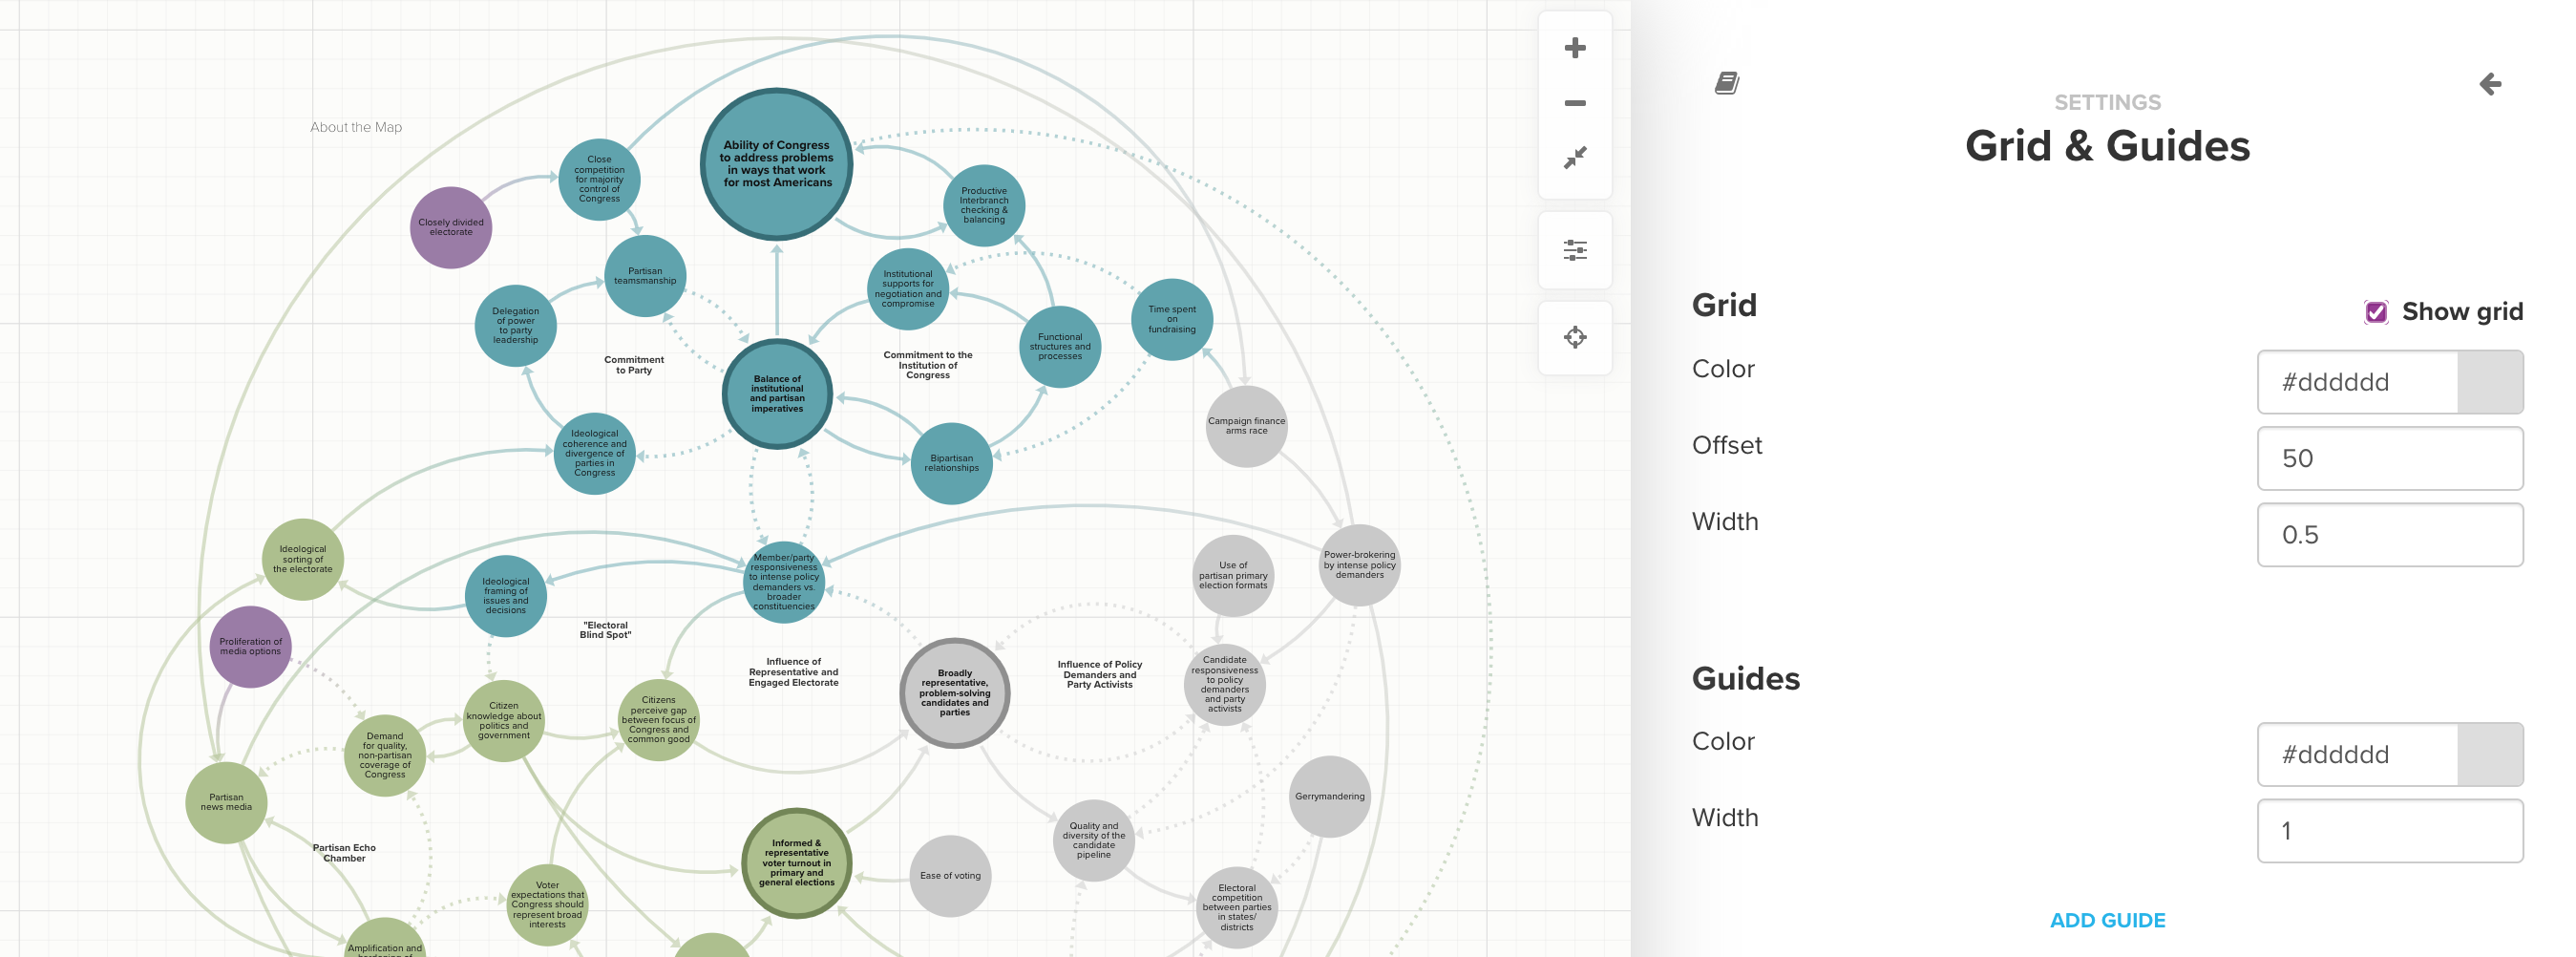 About the Map
Close
competition
for majority
control of
Congress
Closely divided
electorate
Ability of Congress
to address problems
in ways that work
for most Americans
Productive
Interbranch
checking &
balancing
Partisan
teamsmanship
Institutional
supports for
negotiation and
compromise
Delegation
of power
to party
leadership
Time spent
on
fundraising
Functional
structures and
processes
Commitment
to Party
Commitment to the
Institution of
Congress
Balance of
institutional
and partisan
imperatives
Campaign finance
arms race
Ideological
coherence and
divergence of
parties in
Congress
Bipartisan
relationships
Ideological
sorting of
the electorate
Ideological
framing of
issues and
decisions
Member/party
responsiveness
to intense policy
demanders vs.
broader
constituencies
Use of
partisan primary
election formats
Power-brokering
by intense policy
demanders
"Electoral
Blind Spot"
Proliferation of
media options
Influence of
Representative and
Engaged Electorate
Influence of Policy
Demanders and
Party Activists
Broadly
representative,
problem-solving
candidates and
parties
Candidate
responsiveness
to policy
demanders
and party
activists
Citizen
knowledge about
politics and
government
Citizens
perceive gap
between focus of
Congress and
common good
Demand
for quality,
non-partisan
coverage of
Congress
Partisan
news media
Gerrymandering
Quality and
diversity of the
candidate
pipeline
Partisan Echo
Chamber
Informed &
representative
voter turnout in
primary and
general elections
Ease of voting
Voter
expectations that
Congress should
represent broad
interests
Electoral
competition
between parties
in states/
districts
Amplification and
SETTINGS
Grid & Guides
Grid
Show grid
Color
#dddddd
Offset
50
Width
0.5
Guides
Color
#dddddd
Width
1
ADD GUIDE